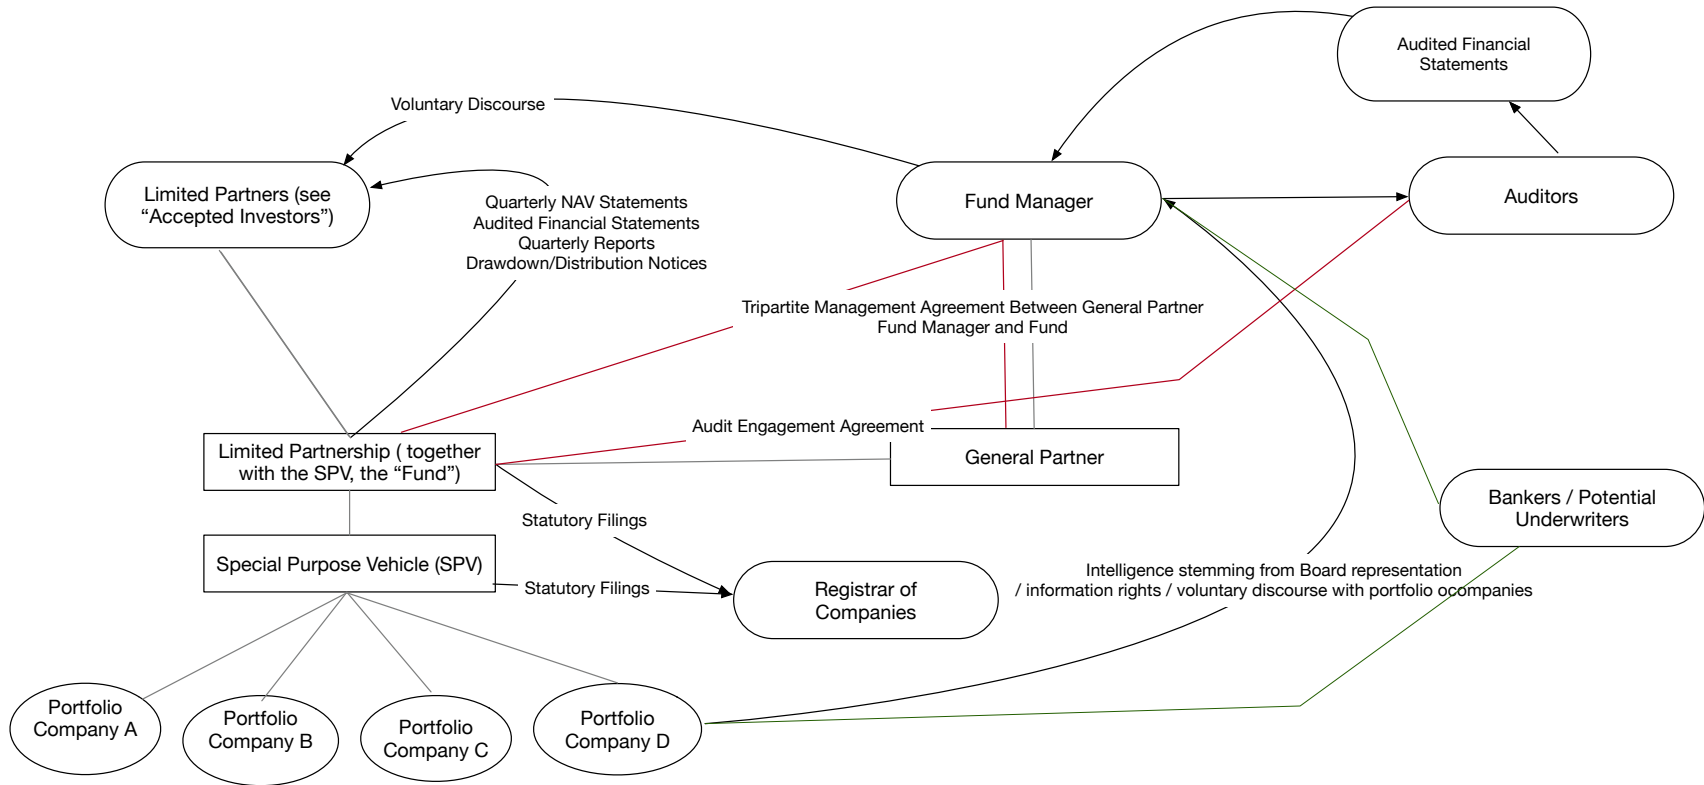 Audited Financial
Statements
Voluntary Discourse
Limited Partners (see
“Accepted Investors”)
Quarterly NAV Statements
Audited Financial Statements
Quarterly Reports
Drawdown/Distribution Notices
Fund Manager
Auditors
Tripartite Management Agreement Between General Partner
Fund Manager and Fund
Audit Engagement Agreement
Limited Partnership ( together
with the SPV, the “Fund”)
General Partner
Bankers / Potential
Underwriters
Statutory Filings
Special Purpose Vehicle (SPV)
Statutory Filings
Registrar of
Companies
Intelligence stemming from Board representation
/ information rights / voluntary discourse with portfolio ocompanies
Portfolio
Company A
Portfolio
Company B
Portfolio
Company C
Portfolio
Company D